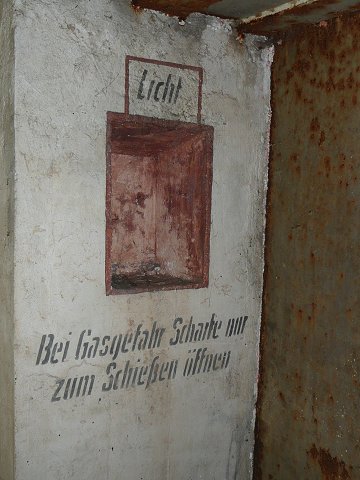 Licht
Bei Gasgefahr Scharte nur
zum Schießen öffnen